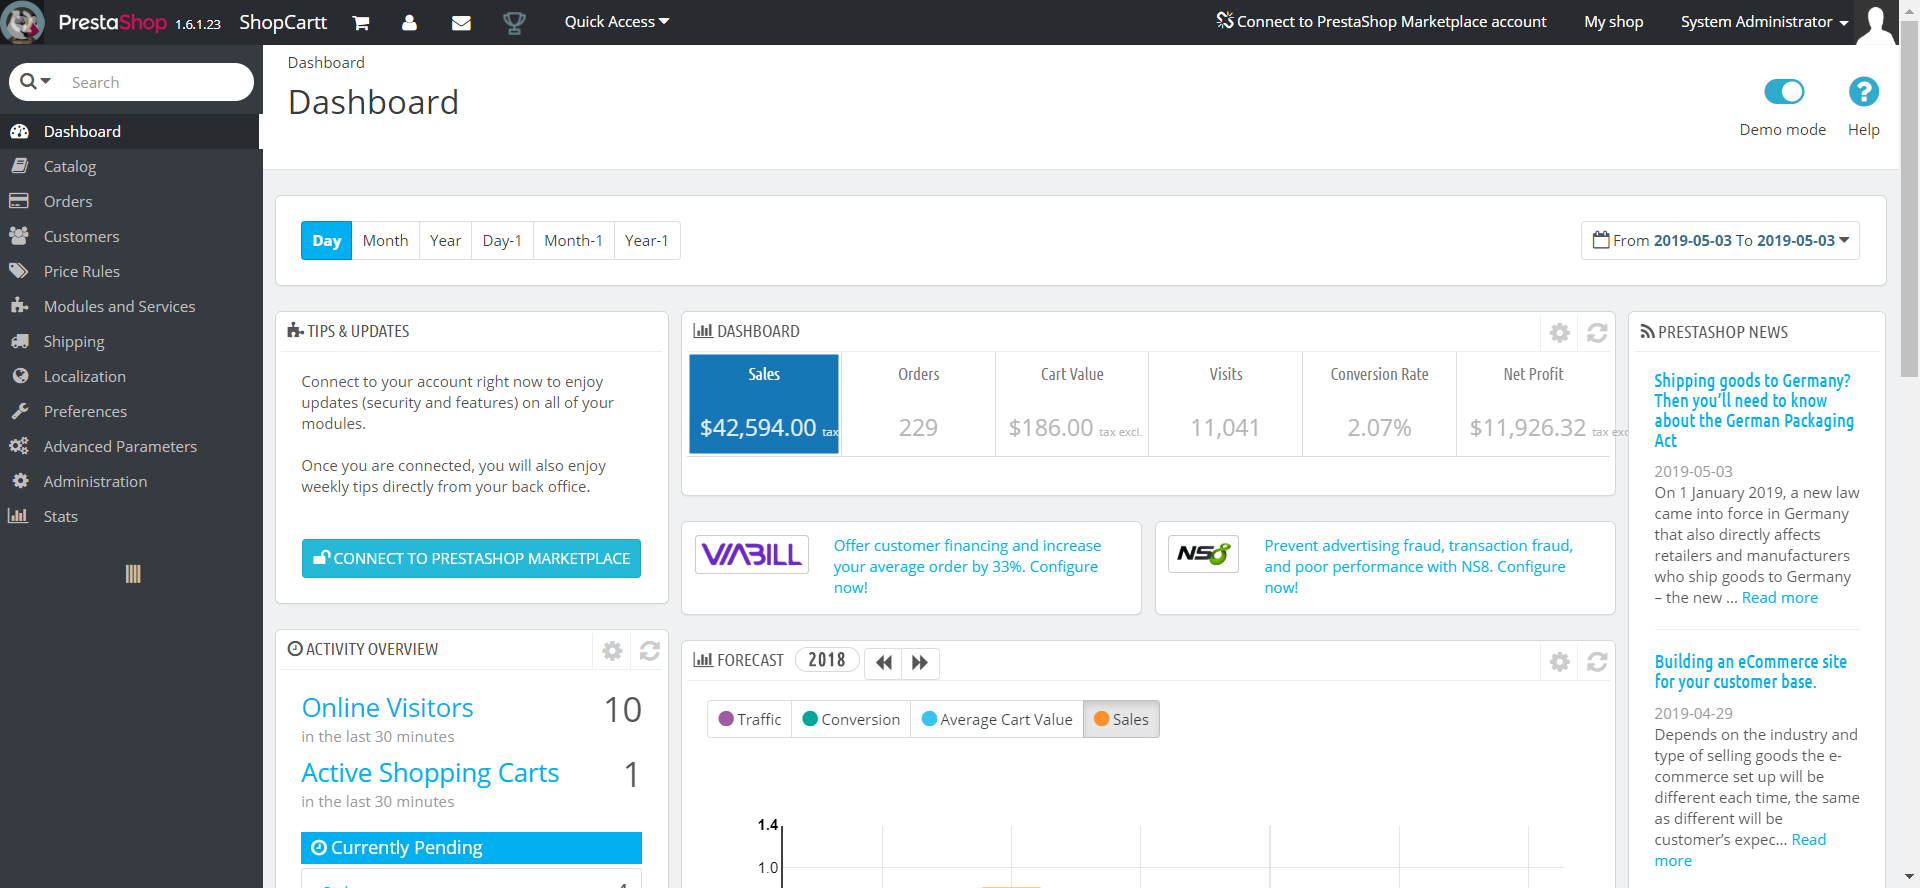 PrestaShop 1.6.1.23 ShopCartt Quick Access Connect to PrestaShop Marketplace account My shop System Administrator
Search
Dashboard
Catalog
Orders
Customers
Price Rules
Modules and Services
Shipping
Localization
Preferences
Advanced Parameters
Administration
Stats
Dashboard
Dashboard
Demo mode
Help
Day Month Year Day-1 Month-1 Year-1
From 2019-05-03 To 2019-05-03
TIPS & UPDATES
Connect to your account right now to enjoy
updates (security and features) on all of your
modules.
Once you are connected, you will also enjoy
weekly tips directly from your back office.
CONNECT TO PRESTASHOP MARKETPLACE
ACTIVITY OVERVIEW
Online Visitors 10
in the last 30 minutes
Active Shopping Carts 1
in the last 30 minutes
Currently Pending
DASHBOARD
Sales Orders Cart Value Visits Conversion Rate Net Profit
$42,594.00 tax 229 $186.00 tax excl. 11,041 2.07% $11,926.32 tax exc
VIABILL
Offer customer financing and increase
your average order by 33%. Configure
now!
NS8
Prevent advertising fraud, transaction fraud,
and poor performance with NS8. Configure
now!
FORECAST 2018
Traffic Conversion Average Cart Value Sales
1.4
1.0
PRESTASHOP NEWS
Shipping goods to Germany?
Then you'll need to know
about the German Packaging
Act
2019-05-03
On 1 January 2019, a new law
came into force in Germany
that also directly affects
retailers and manufacturers
who ship goods to Germany
– the new ... Read more
Building an eCommerce site
for your customer base.
2019-04-29
Depends on the industry and
type of selling goods the e-
commerce set up will be
different each time, the same
as different will be
customer's expec... Read
more